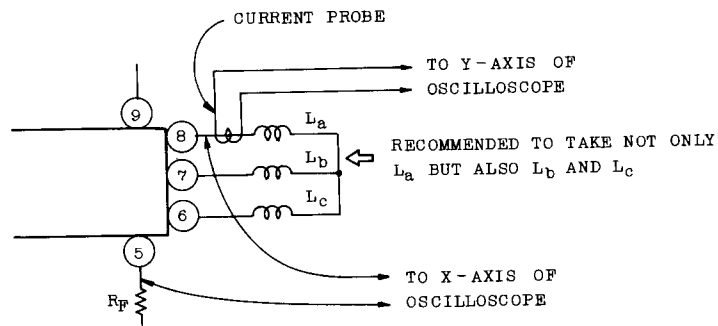 CURRENT PROBE
TO Y-AXIS OF
OSCILLOSCOPE
9
8
La
RECOMMENDED TO TAKE NOT ONLY
La BUT ALSO Lb AND Lc
7
Lb
6
Lc
5
TO X-AXIS OF
OSCILLOSCOPE
RF